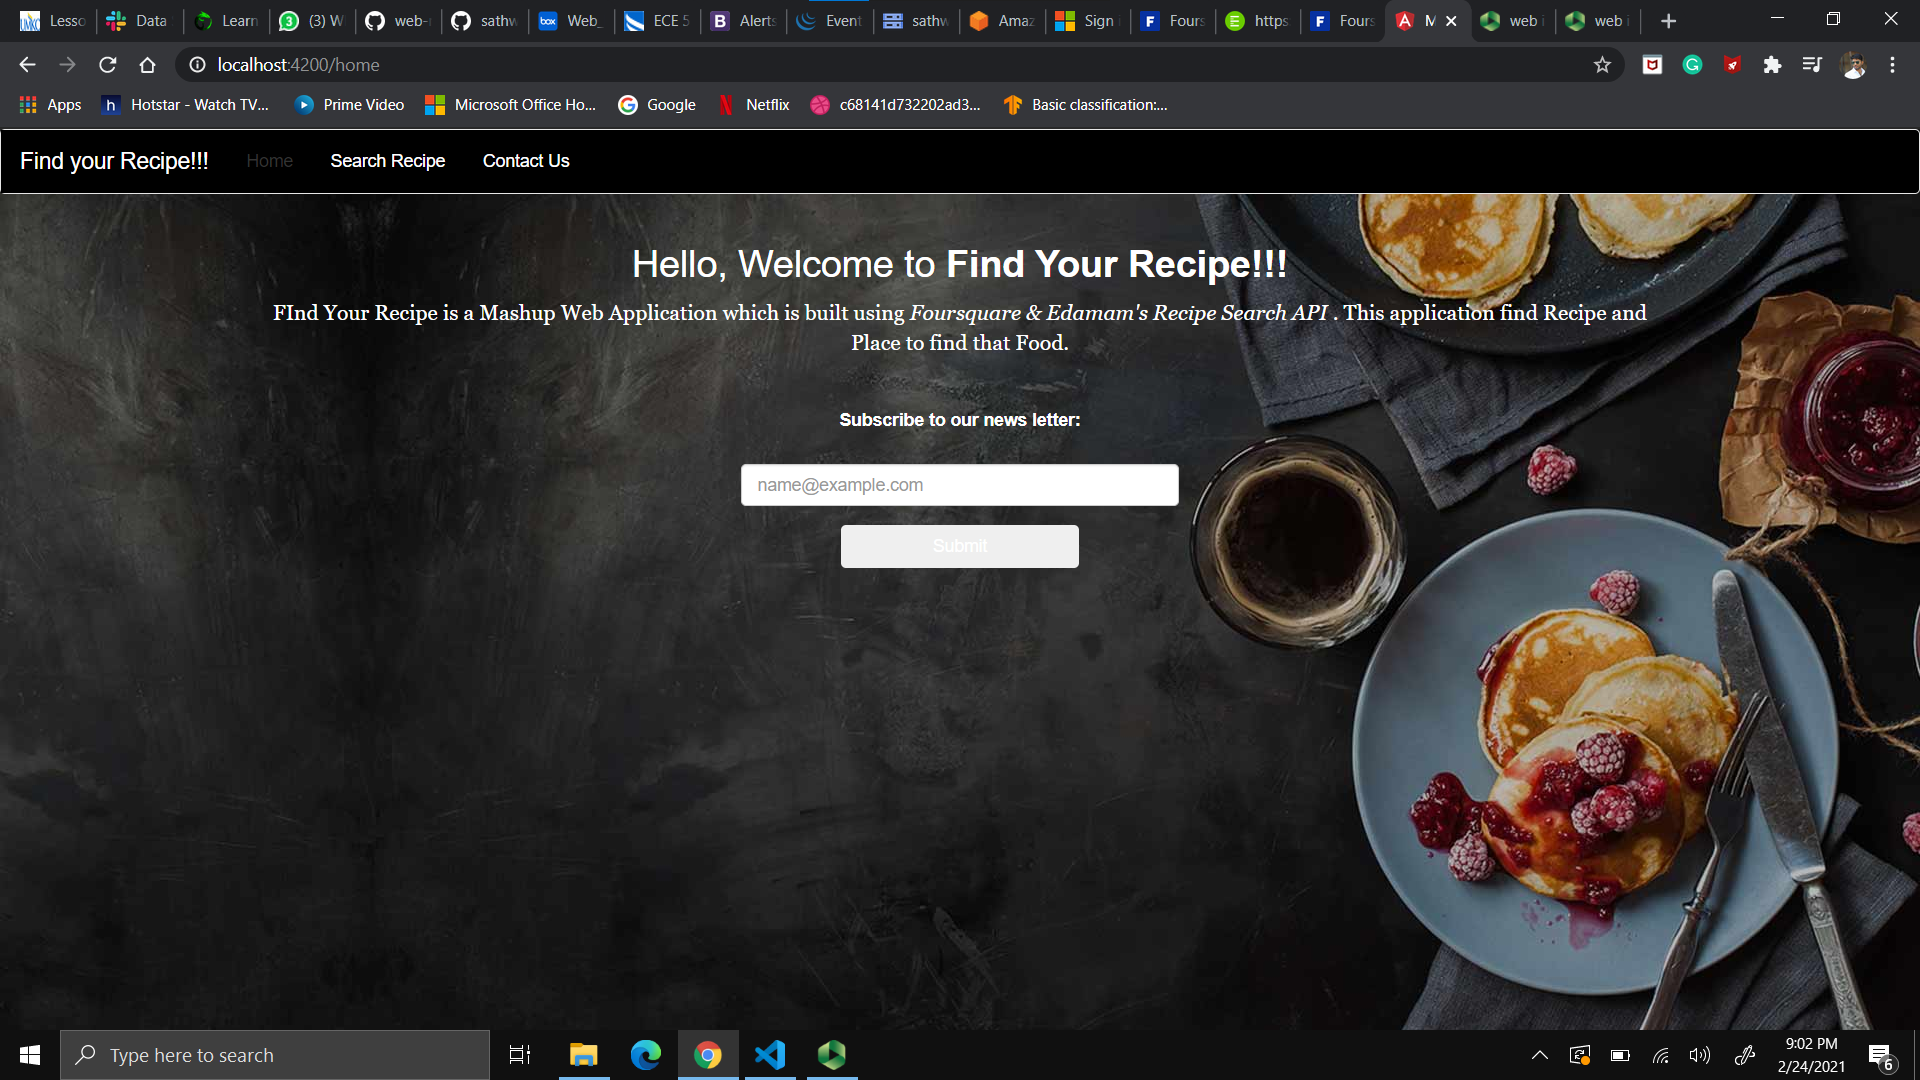 Lesso
Data
Learn
(3) W
web-
sathw
Web_
ECE 5
Alerts
Event
sathw
Amaz
Sign
Fours
https
Fours
M
web i
web i
localhost:4200/home
Apps
Hotstar - Watch TV...
Prime Video
Microsoft Office Ho...
Google
Netflix
c68141d732202ad3...
Basic classification:...
Find your Recipe!!!
Home
Search Recipe
Contact Us
Hello, Welcome to Find Your Recipe!!!
FInd Your Recipe is a Mashup Web Application which is built using Foursquare & Edamam's Recipe Search API . This application find Recipe and
Place to find that Food.
Subscribe to our news letter:
name@example.com
Submit
Type here to search
9:02 PM
2/24/2021
6